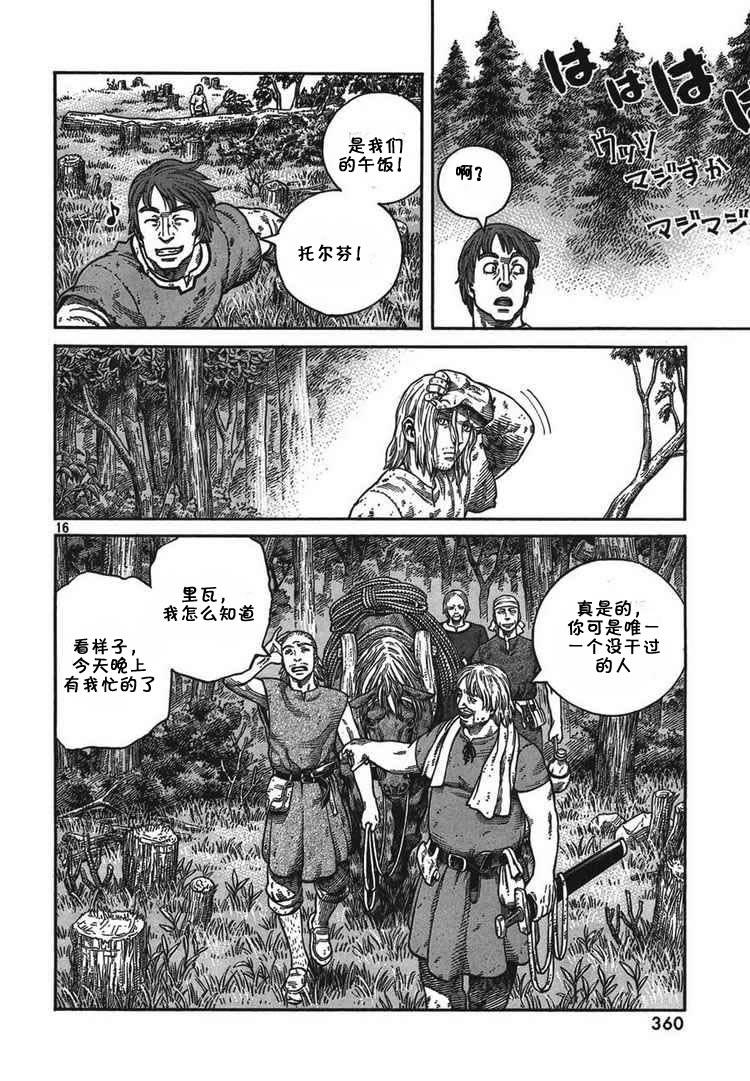 はははは
ウッソ
マジすか
マジマジ
啊?
是我们
的午饭!
托尔芬!
真是的,
你可是唯一
一个没干过
的人
里瓦,
我怎么知道
看样子,
今天晚上
有我忙的了
16
360